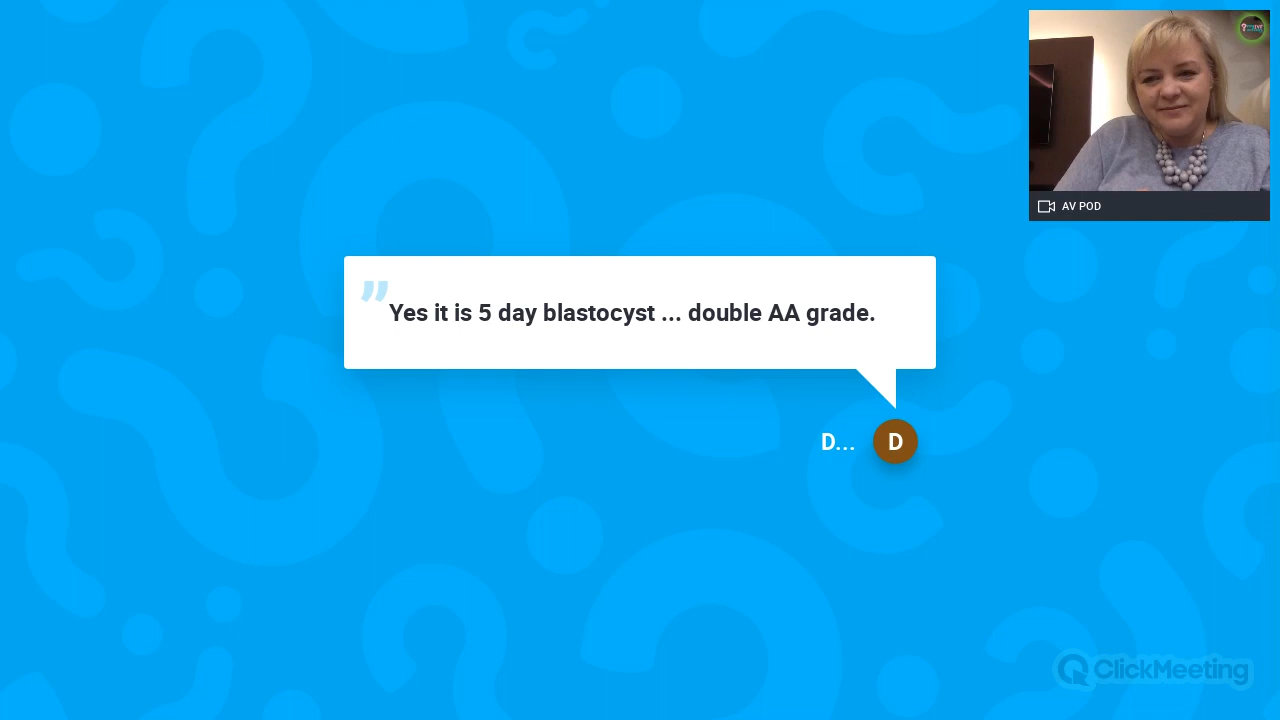 AV POD
Yes it is 5 day blastocyst ... double AA grade.
D...
D
ClickMeeting